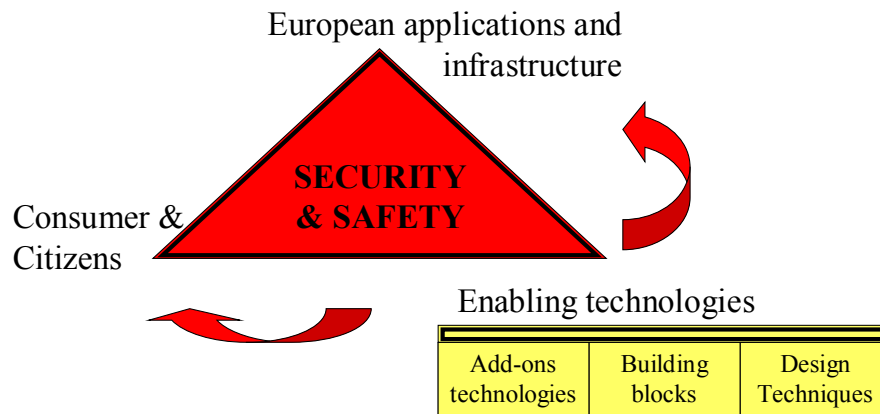 European applications and
infrastructure
SECURITY
& SAFETY
Consumer &
Citizens
Enabling technologies
Add-ons
technologies
Building
blocks
Design
Techniques